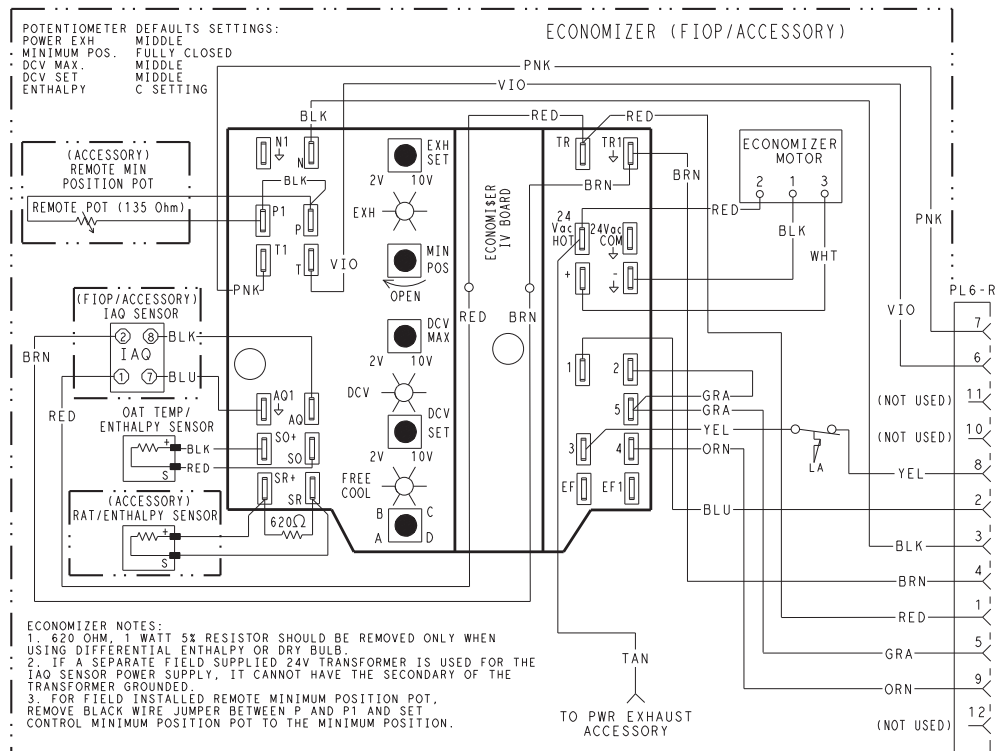 POTENTIOMETER DEFAULTS SETTINGS:
POWER EXH MIDDLE
MINIMUM POS. FULLY CLOSED
DCV MAX. MIDDLE
DCV SET MIDDLE
ENTHALPY C SETTING
ECONOMIZER (FIOP/ACCESSORY)
PNK
VIO
BLK
RED
RED
(ACCESSORY)
REMOTE MIN
POSITION POT
REMOTE POT (135 Ohm)
N1
N
BLK
P1
P
T1
T
VIO
PNK
EXH
SET
2V 10V
EXH
MIN
POS
OPEN
DCV
MAX
2V 10V
DCV
DCV
SET
2V 10V
FREE
COOL
B C
A D
ECONOMI$ER
IV BOARD
RED
BRN
TR
TR1
BRN
BRN
24
Vac
HOT
24Vac
COM
+
-
ECONOMIZER
MOTOR
2 1 3
RED
BLK
WHT
PNK
VIO
PL6-R
(FIOP/ACCESSORY)
IAQ SENSOR
2 8
IAQ
1 7
BLK
BLU
BRN
RED
AQ1
AQ
OAT TEMP/
ENTHALPY SENSOR
+
S
BLK
RED
SO+
SO
(ACCESSORY)
RAT/ENTHALPY SENSOR
+
S
SR+
SR
620Ω
1
2
5
3
4
EF
EF1
GRA
GRA
YEL
ORN
LA
BLU
7
6
(NOT USED) 11
(NOT USED) 10
YEL 8
2
BLK 3
BRN 4
RED 1
GRA 5
ORN 9
(NOT USED) 12
TAN
TO PWR EXHAUST
ACCESSORY
ECONOMIZER NOTES:
1. 620 OHM, 1 WATT 5% RESISTOR SHOULD BE REMOVED ONLY WHEN
USING DIFFERENTIAL ENTHALPY OR DRY BULB.
2. IF A SEPARATE FIELD SUPPLIED 24V TRANSFORMER IS USED FOR THE
IAQ SENSOR POWER SUPPLY, IT CANNOT HAVE THE SECONDARY OF THE
TRANSFORMER GROUNDED.
3. FOR FIELD INSTALLED REMOTE MINIMUM POSITION POT,
REMOVE BLACK WIRE JUMPER BETWEEN P AND P1 AND SET
CONTROL MINIMUM POSITION POT TO THE MINIMUM POSITION.